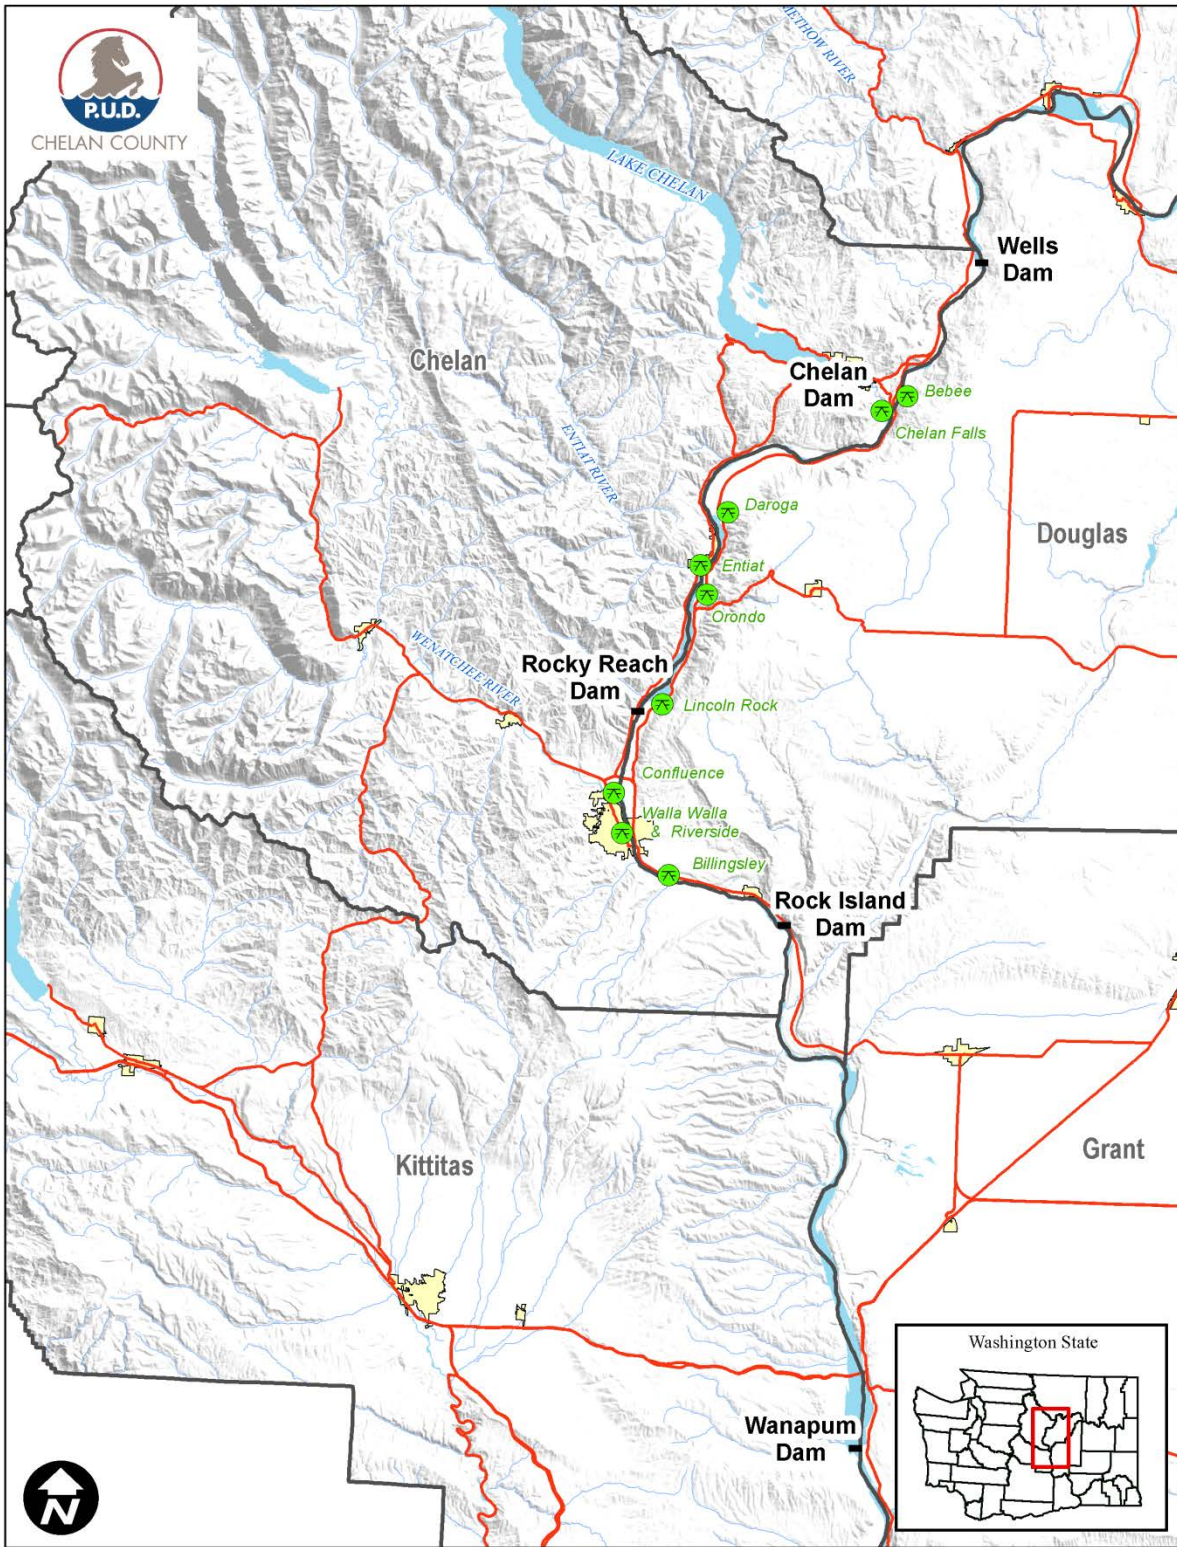 METHOW RIVER
P.U.D.
CHELAN COUNTY
LAKE CHELAN
Wells
Dam
Chelan
Chelan
Dam
Bebee
Chelan Falls
ENTIAT RIVER
Daroga
Douglas
Entiat
Orondo
WENATCHEE RIVER
Rocky Reach
Dam
Lincoln Rock
Confluence
Walla Walla
& Riverside
Billingsley
Rock Island
Dam
Grant
Kittitas
Washington State
Wanapum
Dam
N